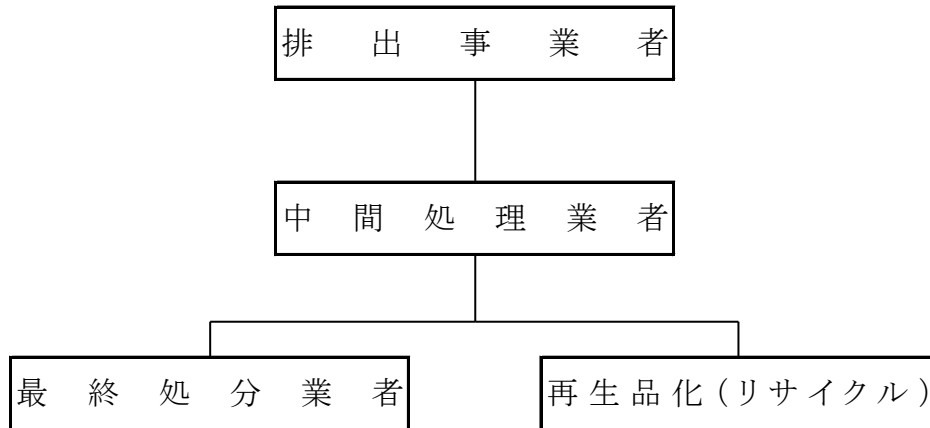 排出事業者
中間処理業者
最終処分業者
再生品化(リサイクル)